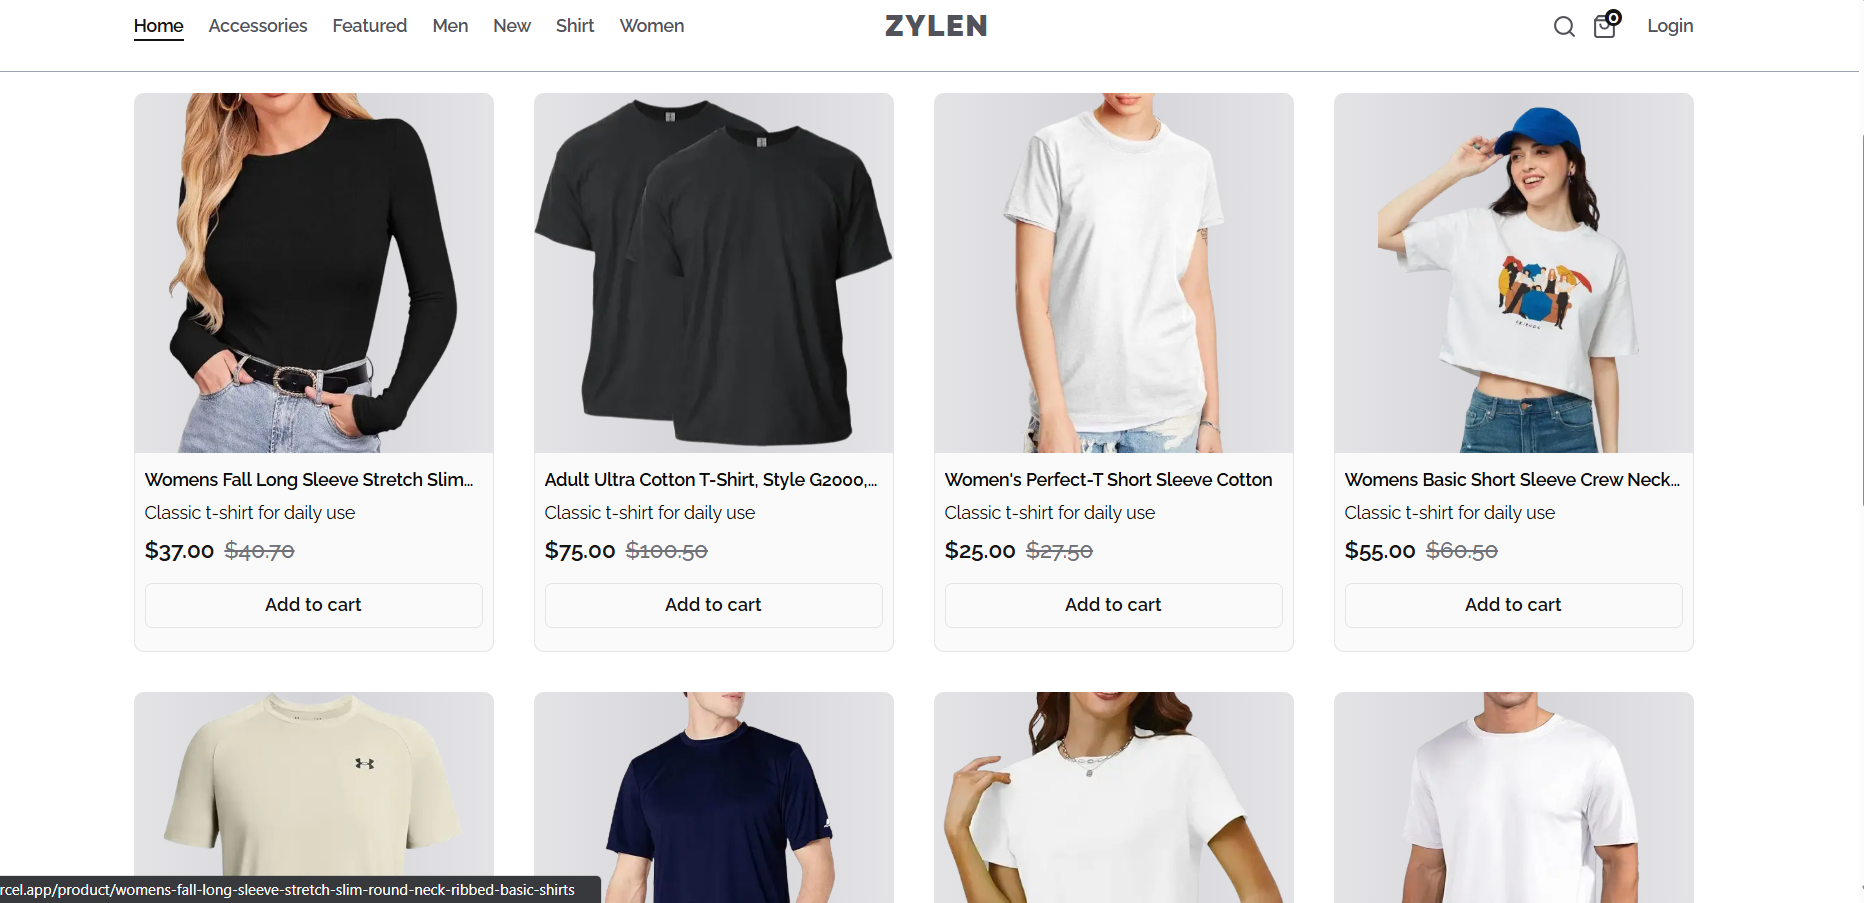 Home Accessories Featured Men New Shirt Women ZYLEN 0 Login
Womens Fall Long Sleeve Stretch Slim...
Classic t-shirt for daily use
$37.00 $40.70
Add to cart
Adult Ultra Cotton T-Shirt, Style G2000,...
Classic t-shirt for daily use
$75.00 $100.50
Add to cart
Women's Perfect-T Short Sleeve Cotton
Classic t-shirt for daily use
$25.00 $27.50
Add to cart
FRIENDS
Womens Basic Short Sleeve Crew Neck...
Classic t-shirt for daily use
$55.00 $60.50
Add to cart
rcel.app/product/womens-fall-long-sleeve-stretch-slim-round-neck-ribbed-basic-shirts